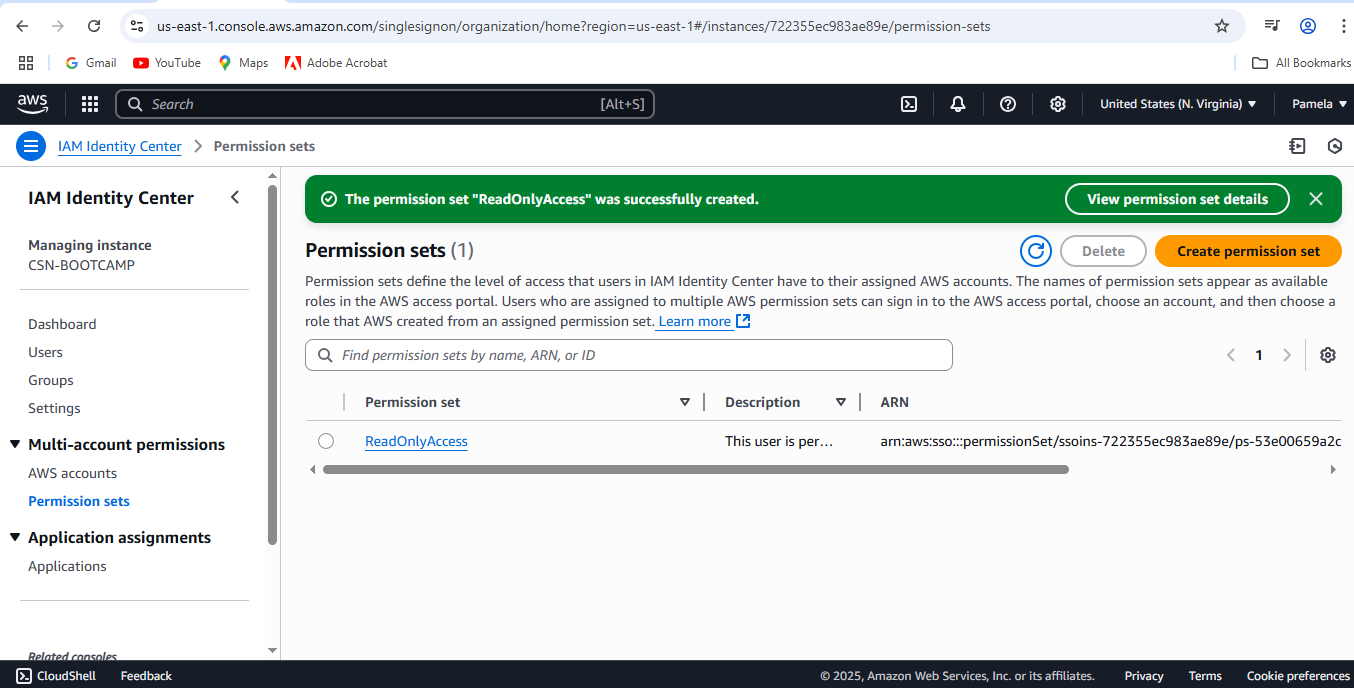 us-east-1.console.aws.amazon.com/singlesignon/organization/home?region=us-east-1#/instances/722355ec983ae89e/permission-sets
Gmail YouTube Maps Adobe Acrobat All Bookmarks
aws Search [Alt+S] United States (N. Virginia) Pamela
IAM Identity Center Permission sets
IAM Identity Center
Managing instance
CSN-BOOTCAMP
Dashboard
Users
Groups
Settings
Multi-account permissions
AWS accounts
Permission sets
Application assignments
Applications
Related consoles
The permission set "ReadOnlyAccess" was successfully created. View permission set details
Permission sets (1) Delete Create permission set
Permission sets define the level of access that users in IAM Identity Center have to their assigned AWS accounts. The names of permission sets appear as available
roles in the AWS access portal. Users who are assigned to multiple AWS permission sets can sign in to the AWS access portal, choose an account, and then choose a
role that AWS created from an assigned permission set. Learn more
Find permission sets by name, ARN, or ID 1
Permission set Description ARN
ReadOnlyAccess This user is per... arn:aws:sso:::permissionSet/ssoins-722355ec983ae89e/ps-53e00659a2c
CloudShell Feedback © 2025, Amazon Web Services, Inc. or its affiliates. Privacy Terms Cookie preferences